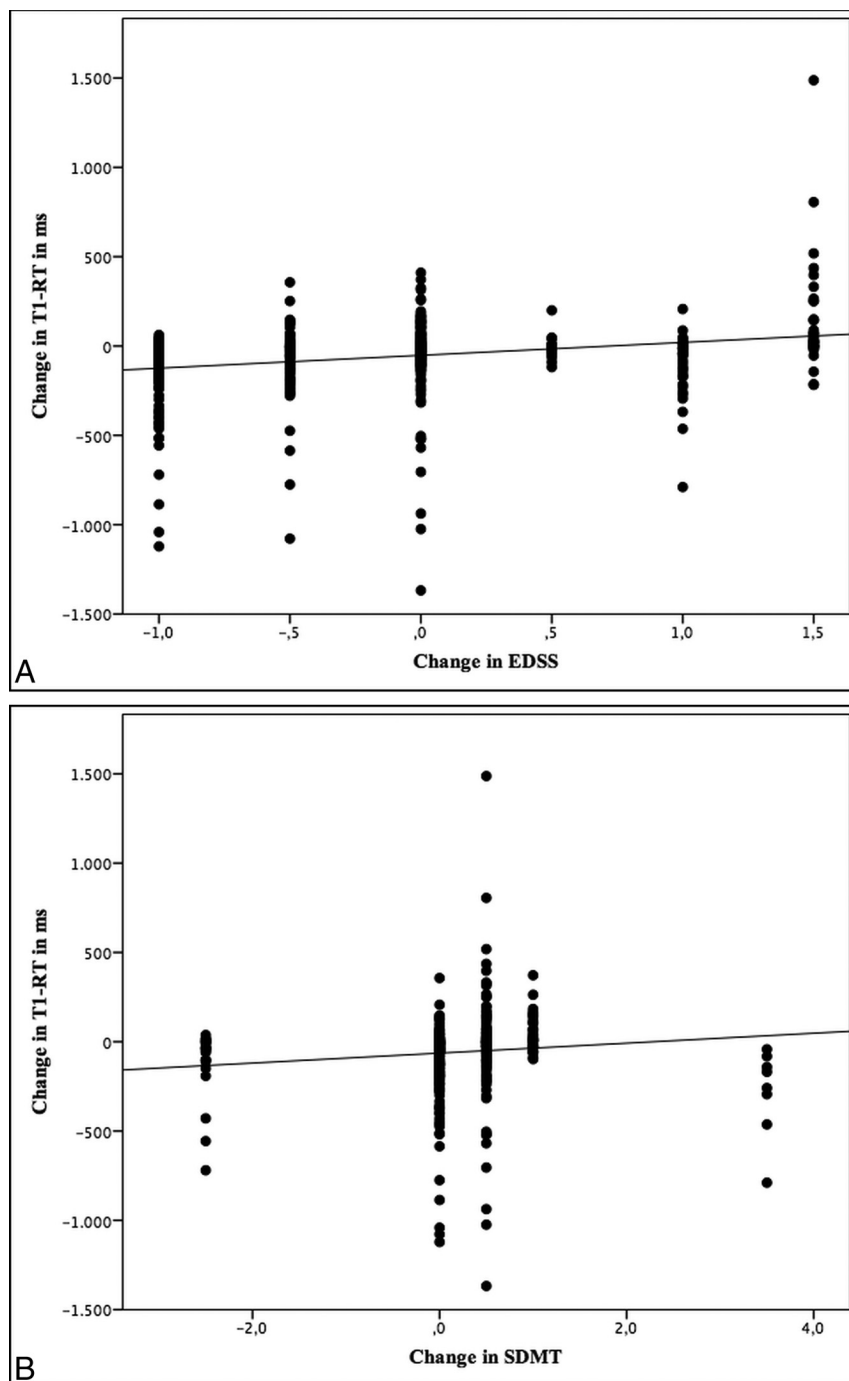 1.500
1.000
500
0
-500
-1.000
-1.500
Change in T1-RT in ms
-1,0 -,5 ,0 ,5 1,0 1,5
Change in EDSS
A
1.500
1.000
500
0
-500
-1.000
-1.500
Change in T1-RT in ms
-2,0 ,0 2,0 4,0
Change in SDMT
B